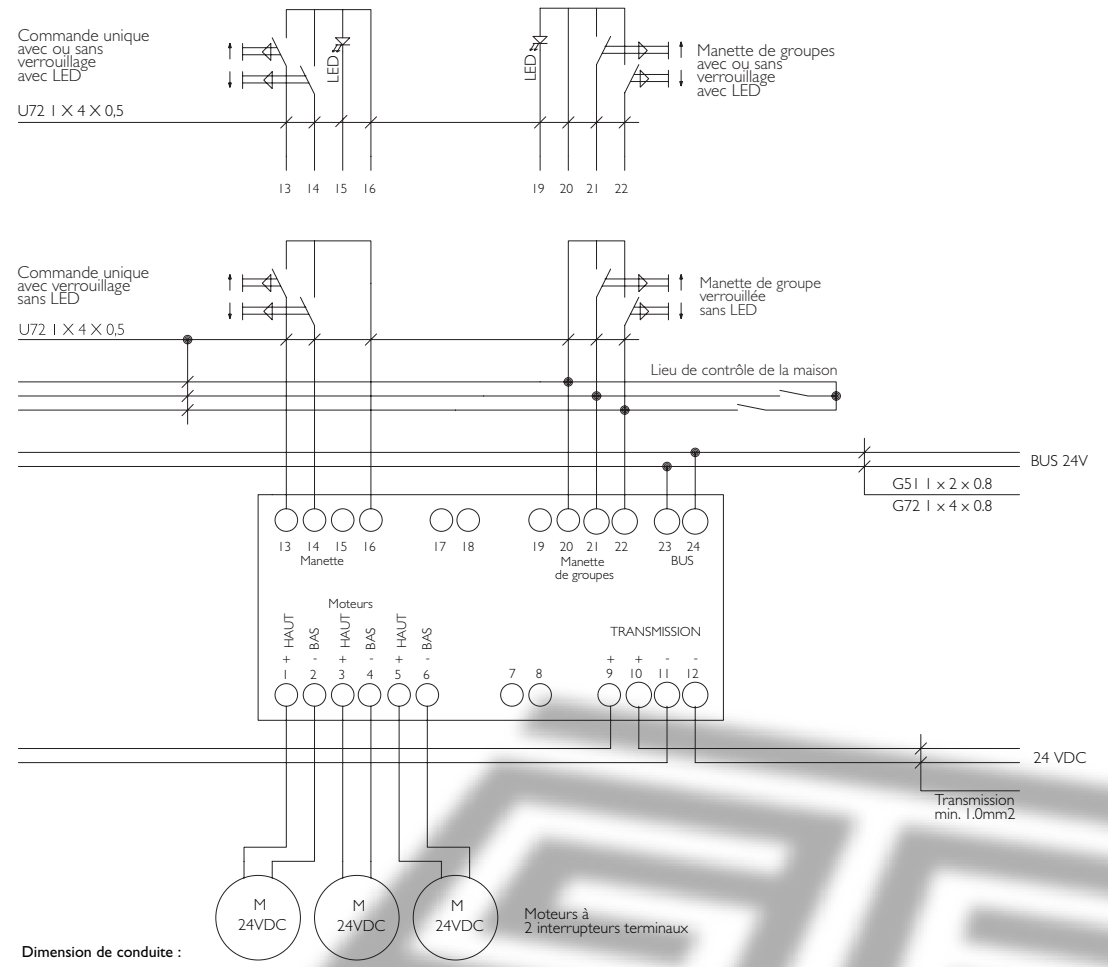 Commande unique
avec ou sans
verrouillage
avec LED
LED
LED
Manette de groupes
avec ou sans
verrouillage
avec LED
U72 1 X 4 X 0,5
13 14 15 16
19 20 21 22
Commande unique
avec verrouillage
sans LED
Manette de groupe
verrouillée
sans LED
U72 1 X 4 X 0,5
Lieu de contrôle de la maison
BUS 24V
G51 1 x 2 x 0.8
G72 1 x 4 x 0.8
13 14 15 16 17 18 19 20 21 22 23 24
Manette
Manette
de groupes
BUS
Moteurs
TRANSMISSION
+ HAUT
- BAS
+ HAUT
- BAS
+ HAUT
- BAS
+ + - -
1 2 3 4 5 6 7 8 9 10 11 12
24 VDC
Transmission
min. 1.0mm2
M
24VDC
M
24VDC
M
24VDC
Moteurs à
2 interrupteurs terminaux
Dimension de conduite :